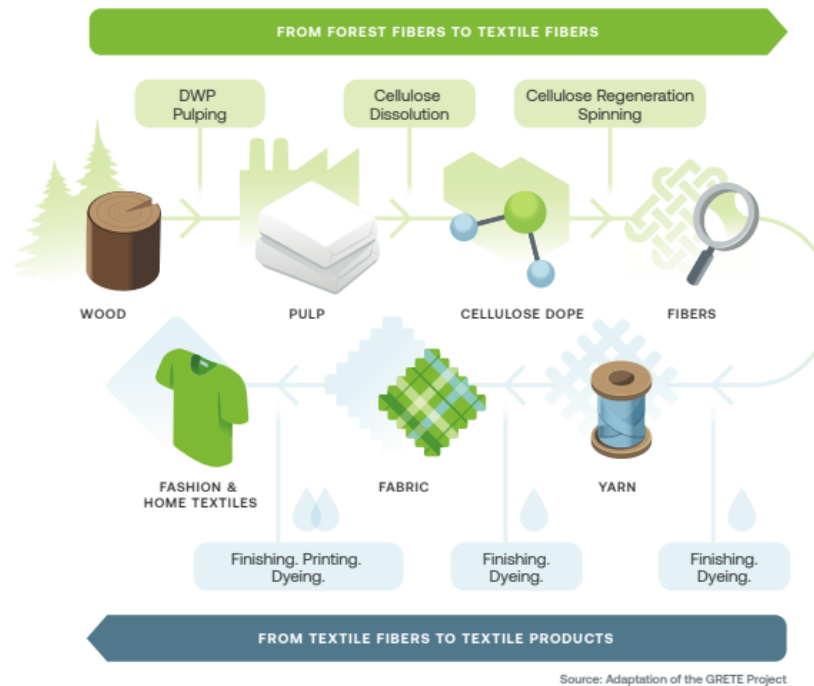 FROM FOREST FIBERS TO TEXTILE FIBERS
DWP
Pulping
Cellulose
Dissolution
Cellulose Regeneration
Spinning
WOOD
PULP
CELLULOSE DOPE
FIBERS
FASHION &
HOME TEXTILES
FABRIC
YARN
Finishing. Printing.
Dyeing.
Finishing.
Dyeing.
Finishing.
Dyeing.
FROM TEXTILE FIBERS TO TEXTILE PRODUCTS
Source: Adaptation of the GRETE Project